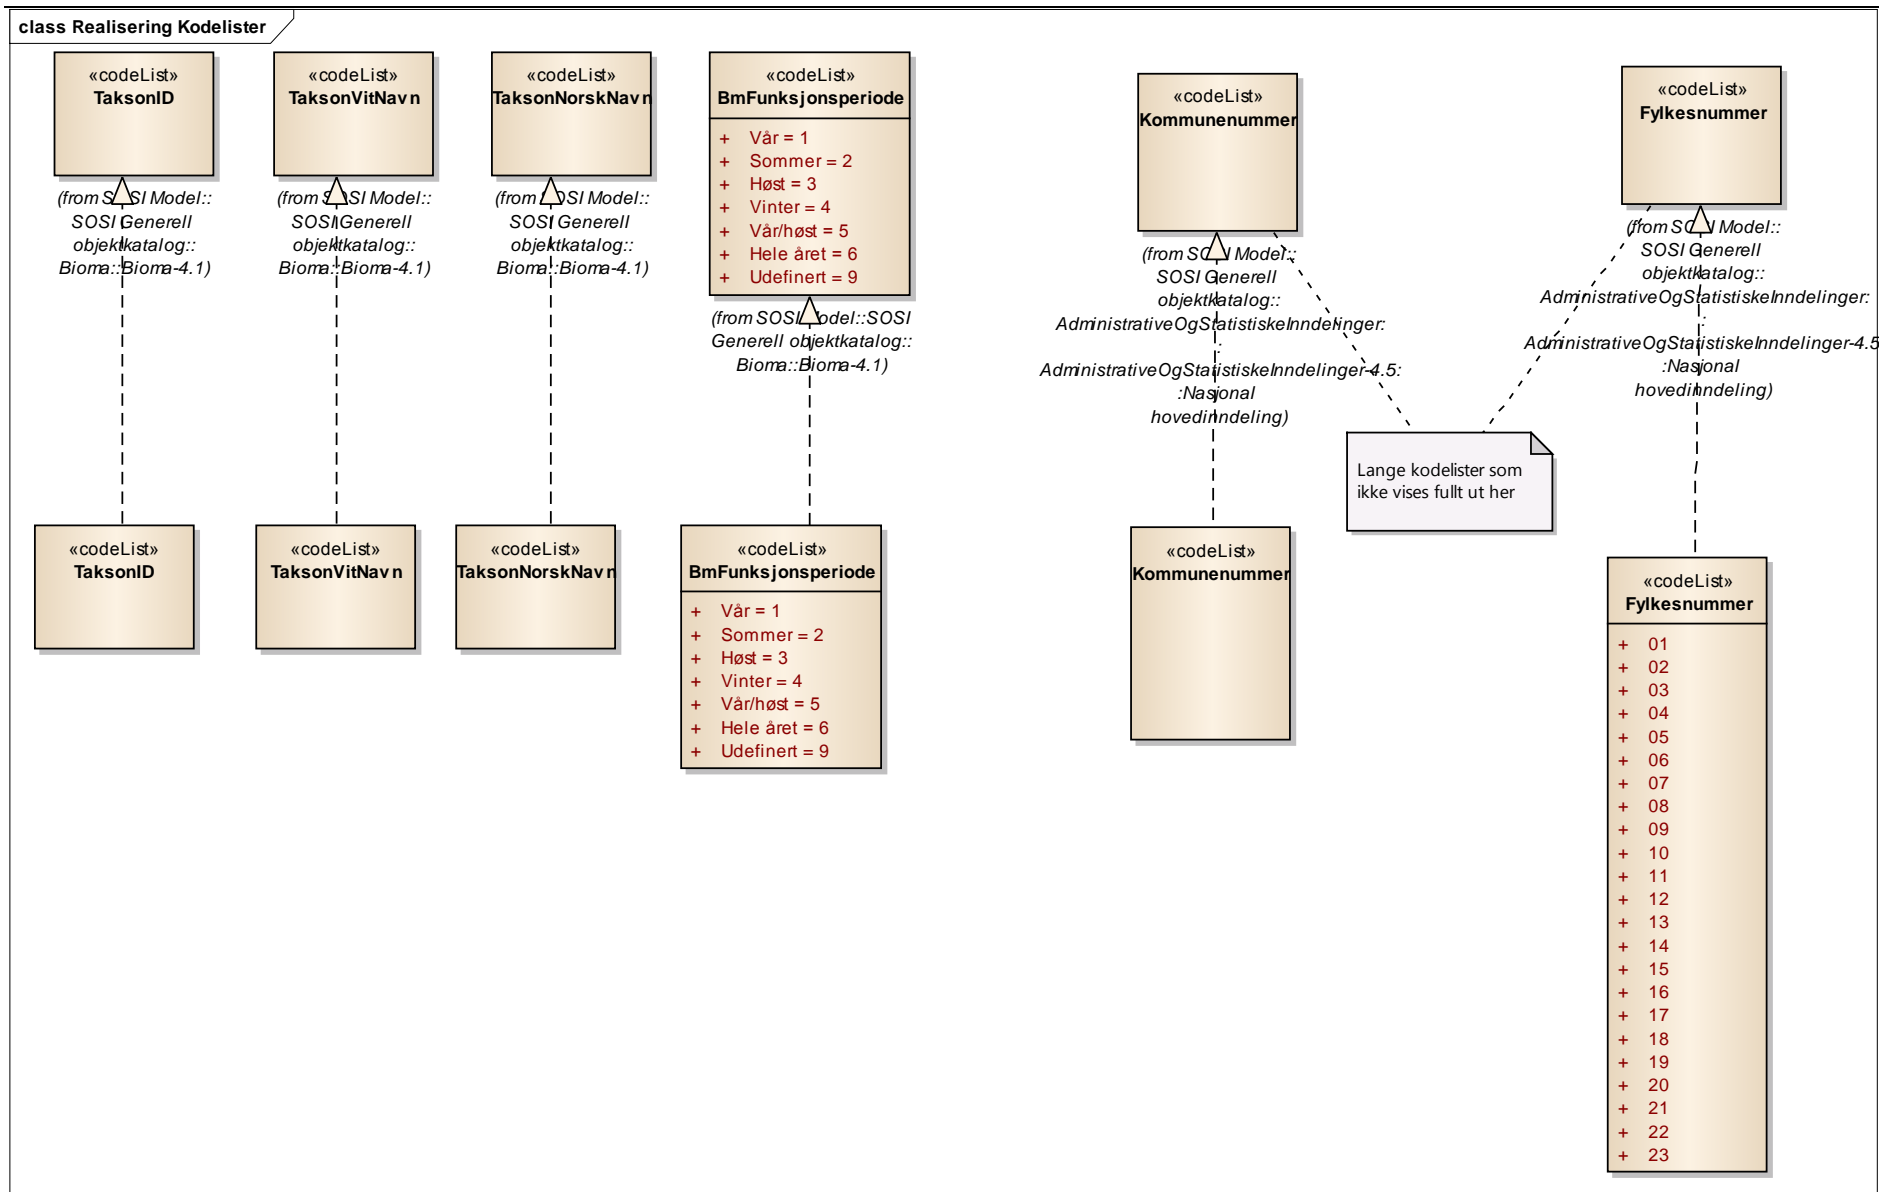 class Realisering Kodelister
«codeList»
TaksonID
(from SOSI Model::
SOSI Generell
objektkatalog::
Bioma::Bioma-4.1)
«codeList»
TaksonVitNavn
(from SOSI Model::
SOSI Generell
objektkatalog::
Bioma::Bioma-4.1)
«codeList»
TaksonNorskNavn
(from SOSI Model::
SOSI Generell
objektkatalog::
Bioma::Bioma-4.1)
«codeList»
BmFunksjonsperiode
+ Vår = 1
+ Sommer = 2
+ Høst = 3
+ Vinter = 4
+ Vår/høst = 5
+ Hele året = 6
+ Udefinert = 9
(from SOSI Model::SOSI
Generell objektkatalog::
Bioma::Bioma-4.1)
«codeList»
Kommunenummer
(from SOSI Model::
SOSI Generell
objektkatalog::
AdministrativeOgStatistiskeInndelinger:
:
AdministrativeOgStatistiskeInndelinger-4.5:
:Nasjonal
hovedinndeling)
«codeList»
Fylkesnummer
(from SOSI Model::
SOSI Generell
objektkatalog::
AdministrativeOgStatistiskeInndelinger:
:
AdministrativeOgStatistiskeInndelinger-4.5
:Nasjonal
hovedinndeling)
Lange kodelister som
ikke vises fullt ut her
«codeList»
TaksonID
«codeList»
TaksonVitNavn
«codeList»
TaksonNorskNavn
«codeList»
BmFunksjonsperiode
+ Vår = 1
+ Sommer = 2
+ Høst = 3
+ Vinter = 4
+ Vår/høst = 5
+ Hele året = 6
+ Udefinert = 9
«codeList»
Kommunenummer
«codeList»
Fylkesnummer
+ 01
+ 02
+ 03
+ 04
+ 05
+ 06
+ 07
+ 08
+ 09
+ 10
+ 11
+ 12
+ 13
+ 14
+ 15
+ 16
+ 17
+ 18
+ 19
+ 20
+ 21
+ 22
+ 23